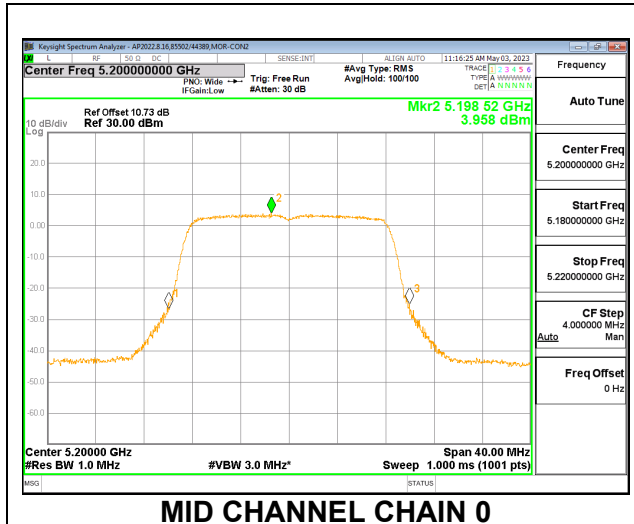 Keysight Spectrum Analyzer - AP2022.8.16,85502/44389,MOR-CON2
L RF 50 Ω DC SENSE:INT ALIGN AUTO 11:16:25 AM May 03, 2023
Center Freq 5.200000000 GHz #Avg Type: RMS TRACE 1 2 3 4 5 6
PNO: Wide Trig: Free Run Avg|Hold: 100/100 TYPE A WWWWW
IFGain:Low #Atten: 30 dB DET A N N N N N
Frequency
Auto Tune
Center Freq
5.200000000 GHz
Start Freq
5.180000000 GHz
Stop Freq
5.220000000 GHz
CF Step
4.000000 MHz
Auto Man
Freq Offset
0 Hz
Mkr2 5.198 52 GHz
3.958 dBm
Ref Offset 10.73 dB
10 dB/div Ref 30.00 dBm
Log
20.0
10.0
0.00
-10.0
-20.0
-30.0
-40.0
-50.0
-60.0
2
1
3
Center 5.20000 GHz Span 40.00 MHz
#Res BW 1.0 MHz #VBW 3.0 MHz* Sweep 1.000 ms (1001 pts)
MSG STATUS
MID CHANNEL CHAIN 0